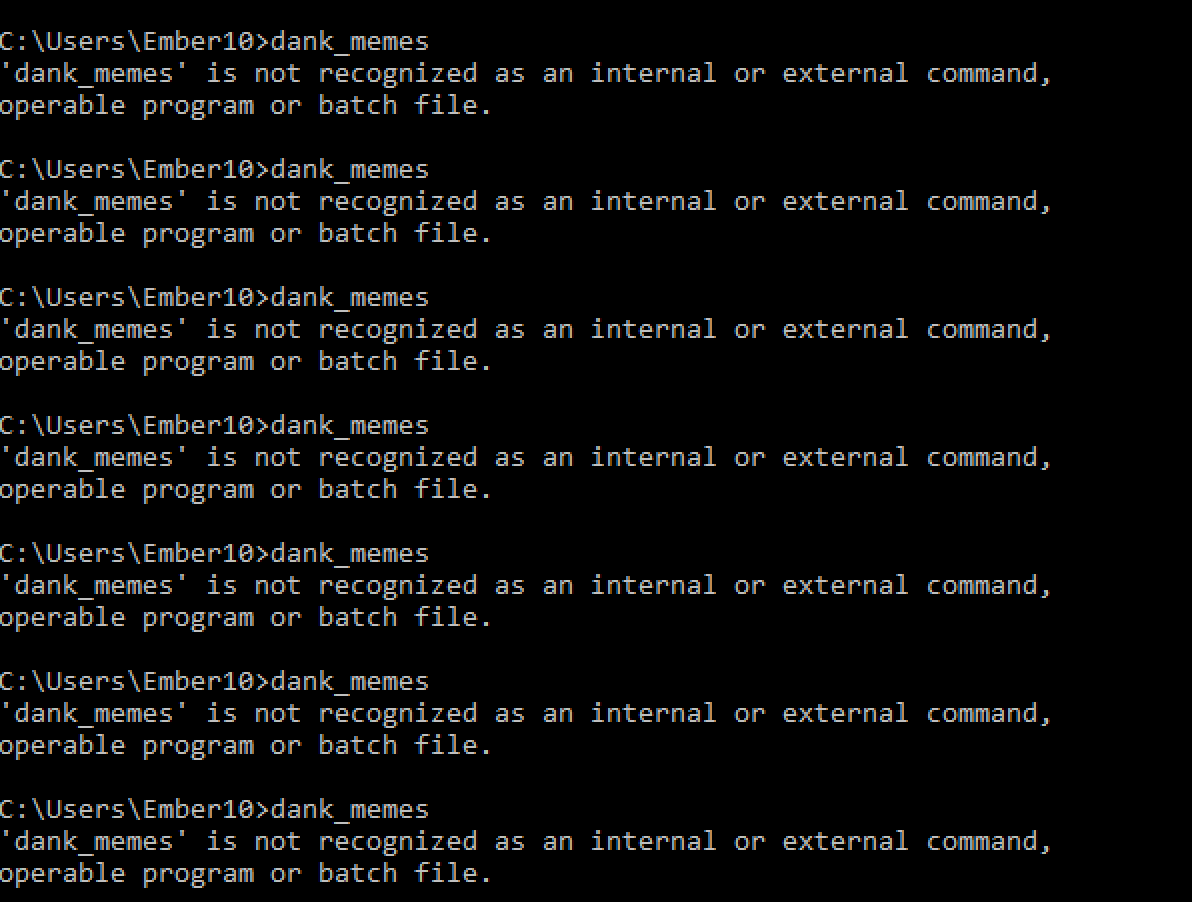 C:\Users\Ember10>dank_memes
'dank_memes' is not recognized as an internal or external command,
operable program or batch file.
C:\Users\Ember10>dank_memes
'dank_memes' is not recognized as an internal or external command,
operable program or batch file.
C:\Users\Ember10>dank_memes
'dank_memes' is not recognized as an internal or external command,
operable program or batch file.
C:\Users\Ember10>dank_memes
'dank_memes' is not recognized as an internal or external command,
operable program or batch file.
C:\Users\Ember10>dank_memes
'dank_memes' is not recognized as an internal or external command,
operable program or batch file.
C:\Users\Ember10>dank_memes
'dank_memes' is not recognized as an internal or external command,
operable program or batch file.
C:\Users\Ember10>dank_memes
'dank_memes' is not recognized as an internal or external command,
operable program or batch file.